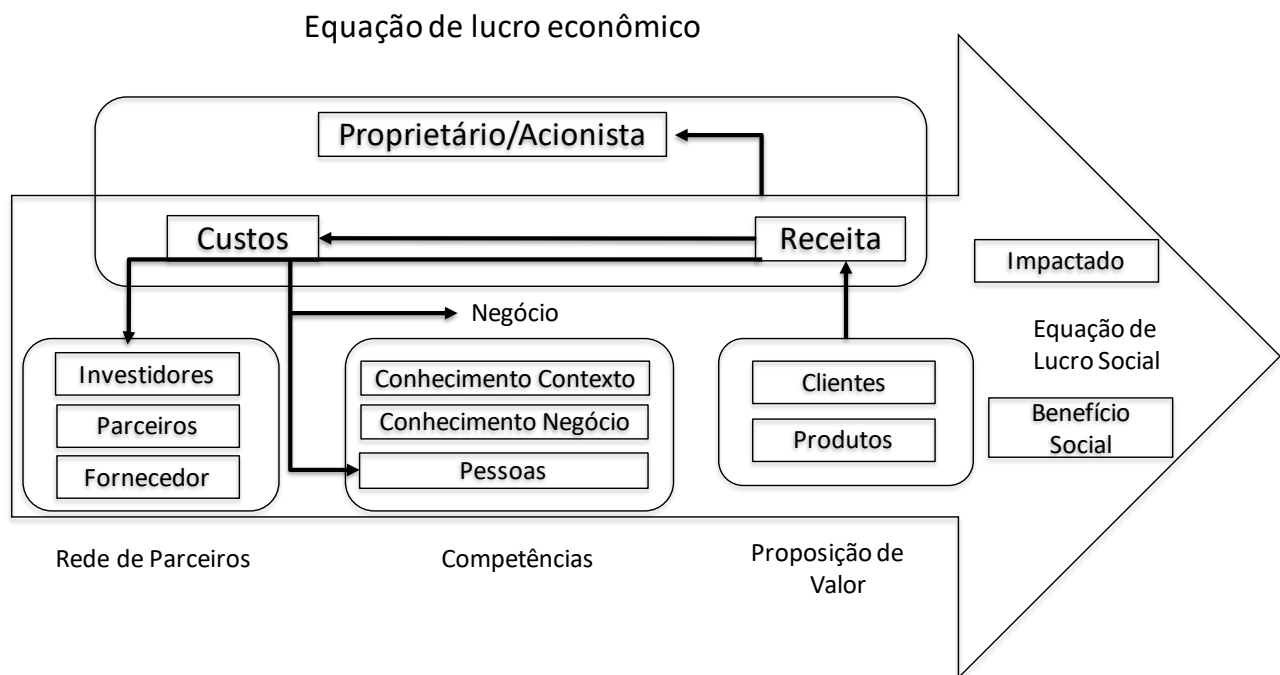 Equação de lucro econômico
Proprietário/Acionista
Custos
Receita
Impactado
Negócio
Equação de
Lucro Social
Investidores
Parceiros
Fornecedor
Conhecimento Contexto
Conhecimento Negócio
Pessoas
Clientes
Produtos
Benefício
Social
Rede de Parceiros
Competências
Proposição de
Valor